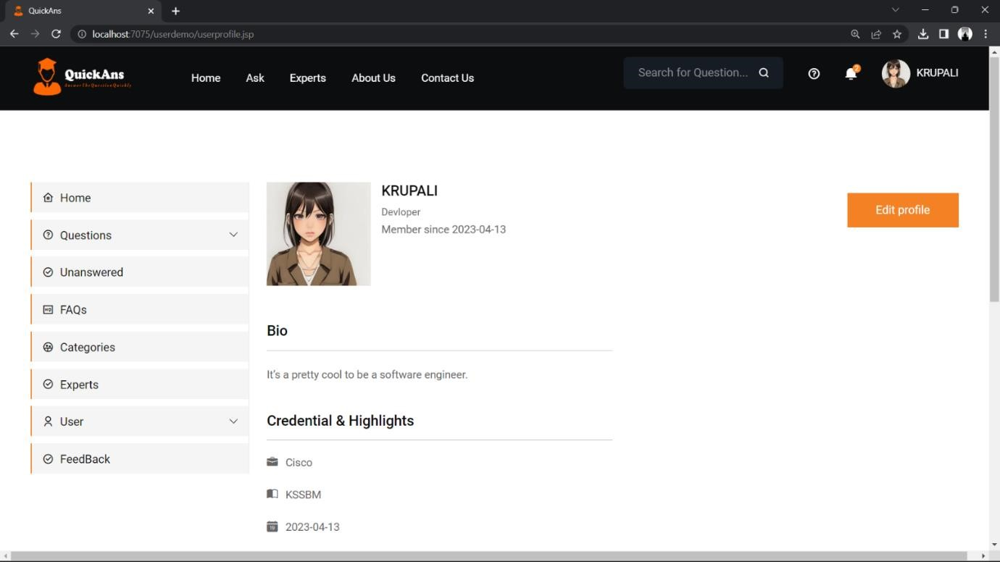 QuickAns
localhost:7075/userdemo/userprofile.jsp
QuickAns
AnswerTheQuestionQuickly
Home Ask Experts About Us Contact Us
Search for Question...
2
KRUPALI
Home
Questions
Unanswered
FAQs
Categories
Experts
User
FeedBack
KRUPALI
Devloper
Member since 2023-04-13
Edit profile
Bio
It's a pretty cool to be a software engineer.
Credential & Highlights
Cisco
KSSBM
2023-04-13